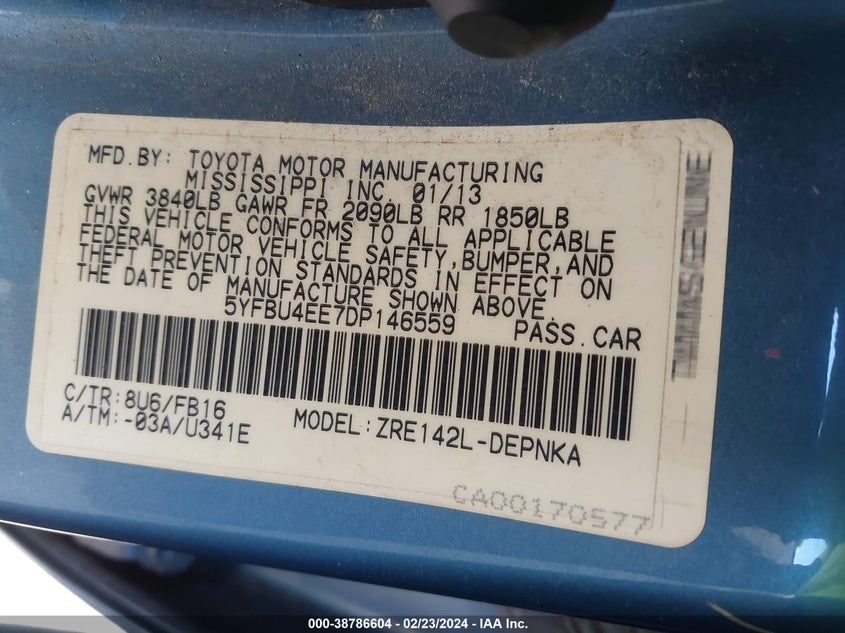 MFD.BY: TOYOTA MOTOR MANUFACTURING
MISSISSIPPI INC. 01/13
GVWR 3840LB GAWR FR 2090LB RR 1850LB
THIS VEHICLE CONFORMS TO ALL APPLICABLE
FEDERAL MOTOR VEHICLE SAFETY,BUMPER,AND
THEFT PREVENTION STANDARDS IN EFFECT ON
THE DATE OF MANUFACTURE SHOWN ABOVE.
5YFBU4EE7DP146559 PASS.CAR
C/TR:8U6/FB16
A/TM:-03A/U341E MODEL:ZRE142L-DEPNKA
CA00170577
000-38786604 - 02/23/2024 - IAA Inc.